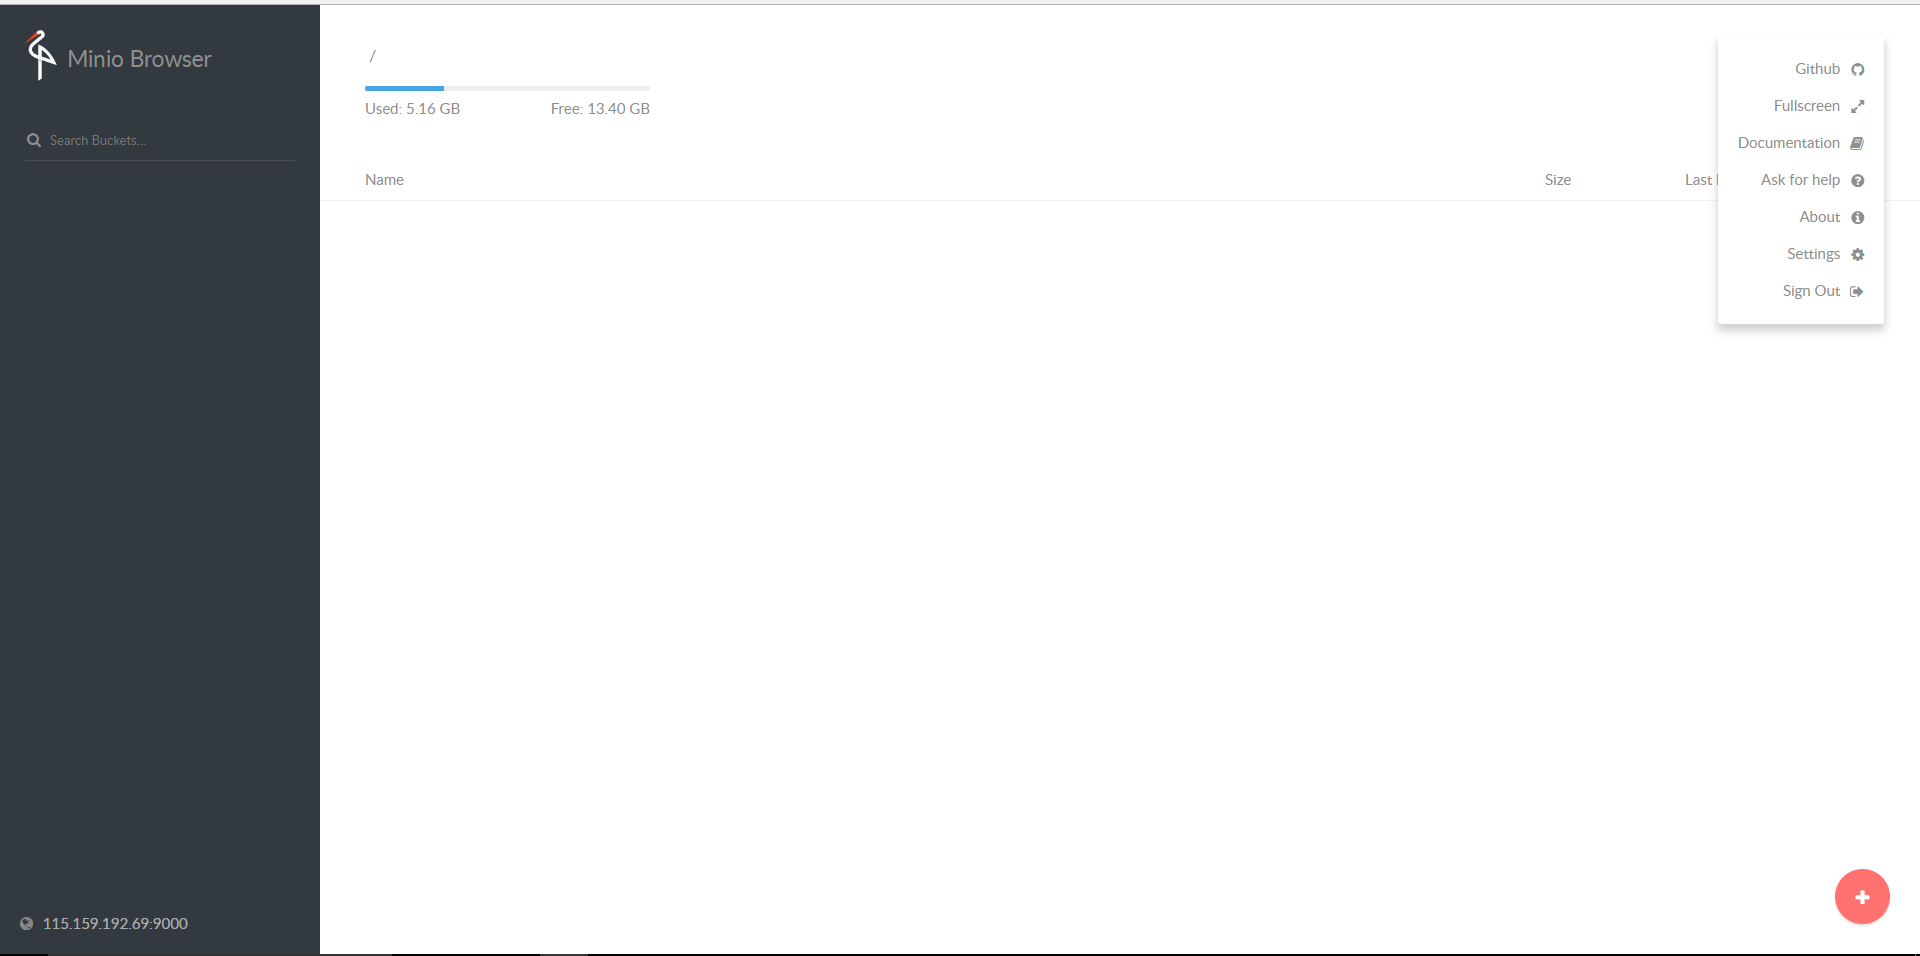 Minio Browser
Search Buckets...
115.159.192.69:9000
/
Used: 5.16 GB Free: 13.40 GB
Name Size Last
Github
Fullscreen
Documentation
Ask for help
About
Settings
Sign Out